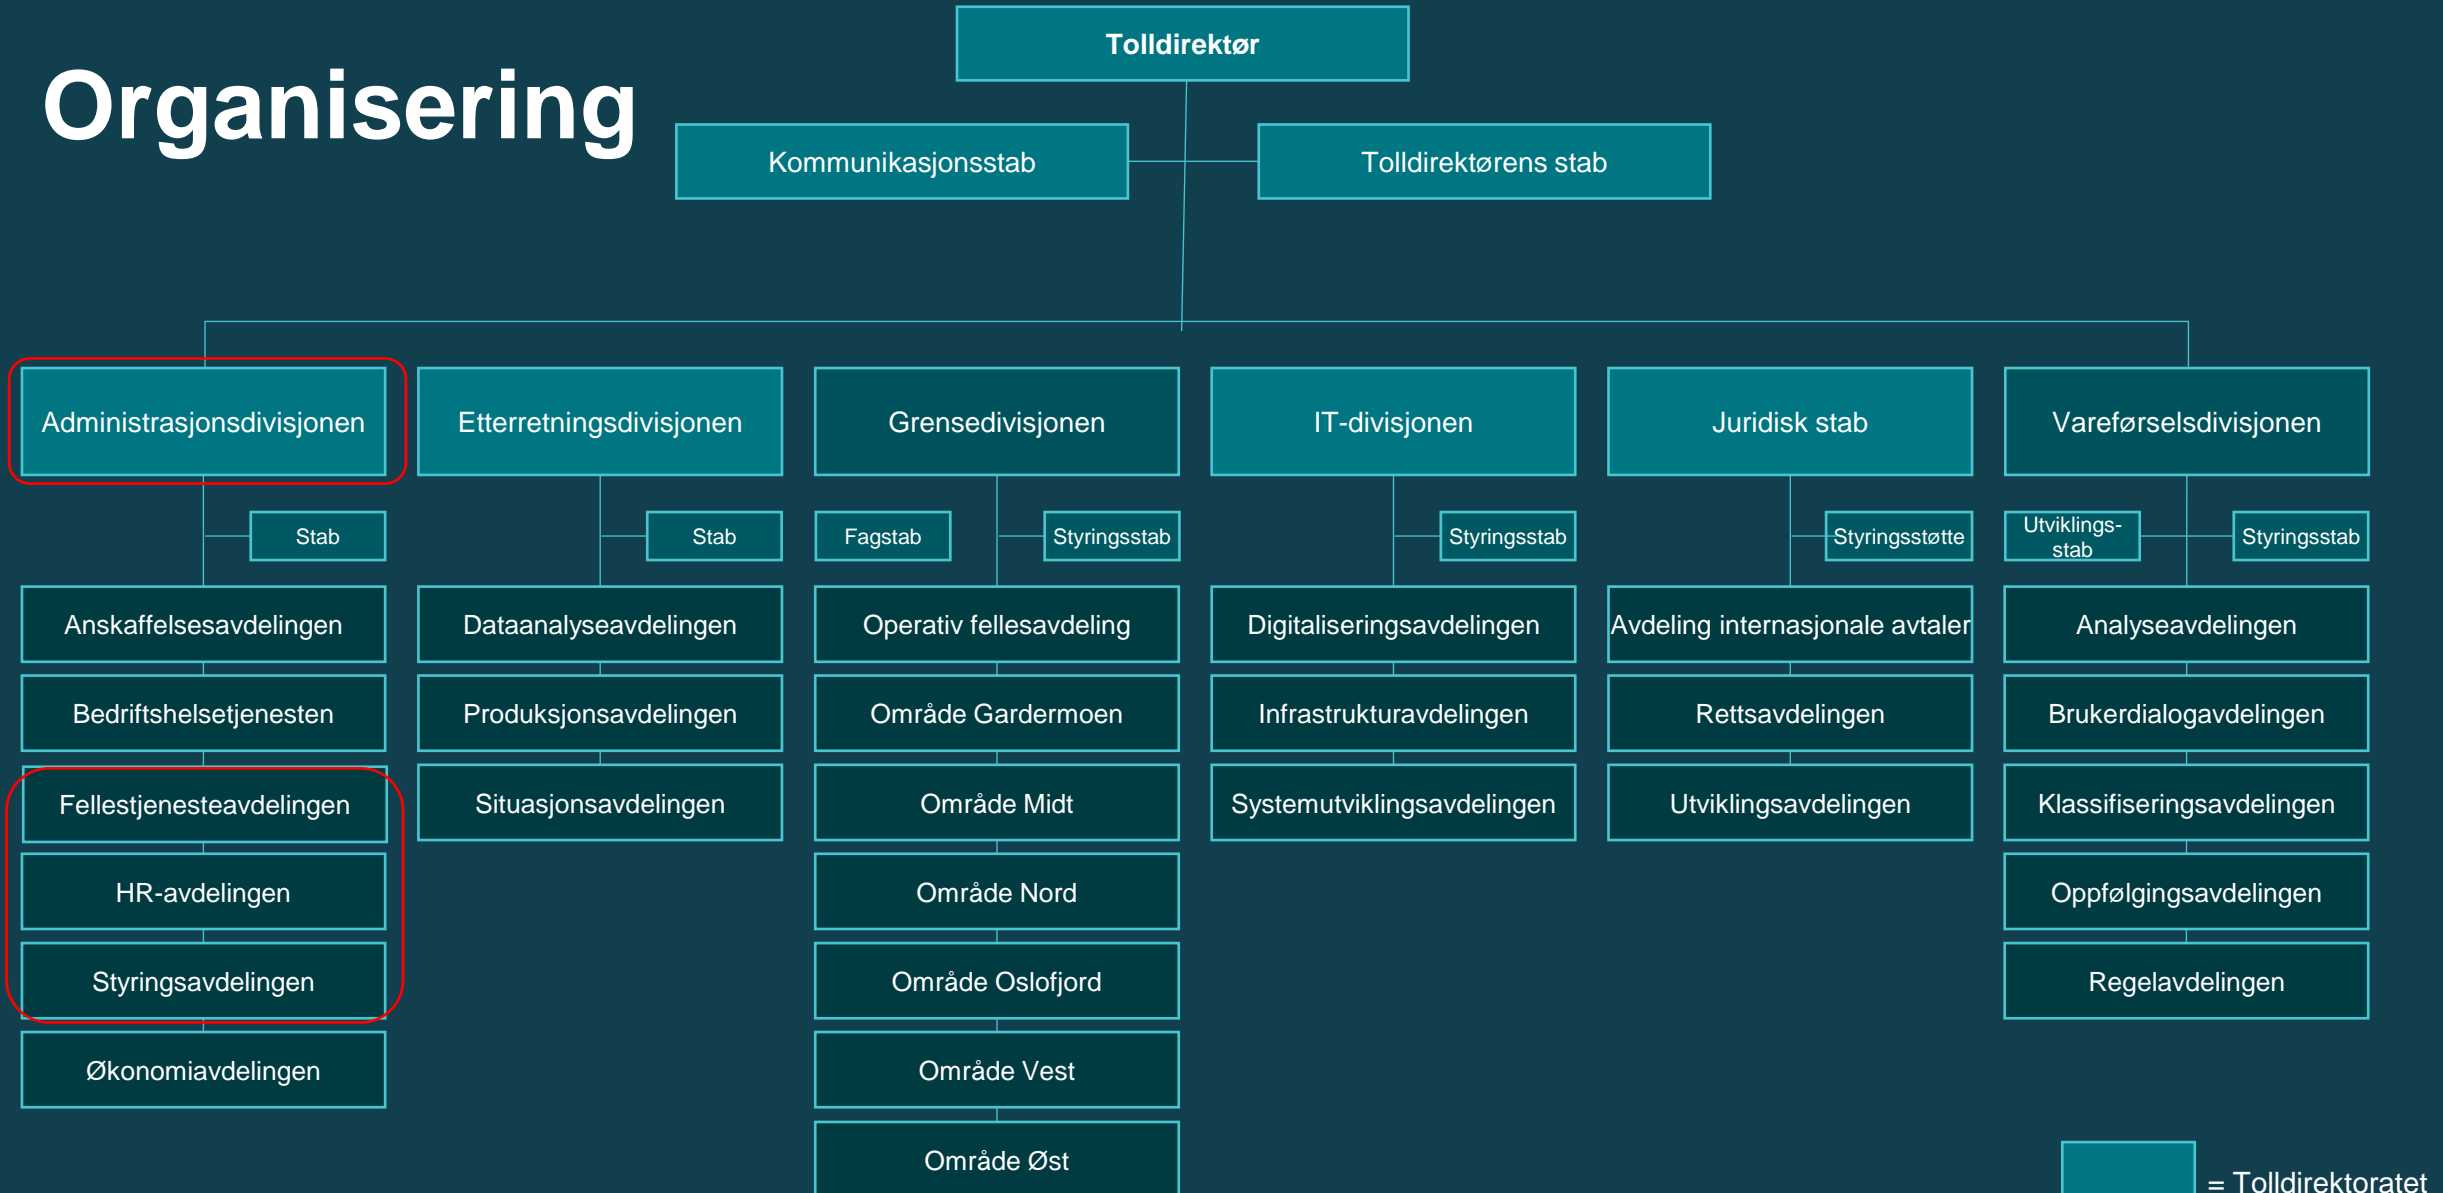 Organisering
Tolldirektør
Kommunikasjonsstab
Tolldirektørens stab
Administrasjonsdivisjonen
Stab
Anskaffelsesavdelingen
Bedriftshelsetjenesten
Fellestjenesteavdelingen
HR-avdelingen
Styringsavdelingen
Økonomiavdelingen
Etterretningsdivisjonen
Stab
Dataanalyseavdelingen
Produksjonsavdelingen
Situasjonsavdelingen
Grensedivisjonen
Fagstab
Styringsstab
Operativ fellesavdeling
Område Gardermoen
Område Midt
Område Nord
Område Oslofjord
Område Vest
Område Øst
IT-divisjonen
Styringsstab
Digitaliseringsavdelingen
Infrastrukturavdelingen
Systemutviklingsavdelingen
Juridisk stab
Styringsstøtte
Avdeling internasjonale avtaler
Rettsavdelingen
Utviklingsavdelingen
Vareførselsdivisjonen
Utviklings-
stab
Styringsstab
Analyseavdelingen
Brukerdialogavdelingen
Klassifiseringsavdelingen
Oppfølgingsavdelingen
Regelavdelingen
= Tolldirektoratet